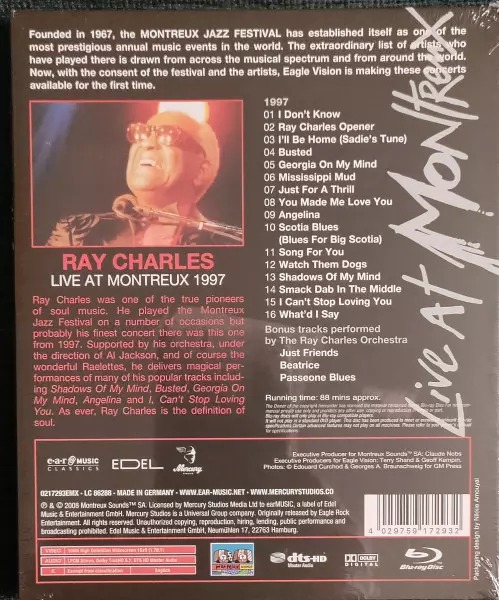 Founded in 1967, the MONTREUX JAZZ FESTIVAL has established itself as one of the
most prestigious annual music events in the world. The extraordinary list of artists who
have played there is drawn from across the musical spectrum and from around the world.
Now, with the consent of the festival and the artists, Eagle Vision is making these concerts
available for the first time.
RAY CHARLES
LIVE AT MONTREUX 1997
Ray Charles was one of the true pioneers
of soul music. He played the Montreux
Jazz Festival on a number of occasions but
probably his finest concert there was this one
from 1997. Supported by his orchestra, under
the direction of Al Jackson, and of course the
wonderful Raelettes, he delivers magical per-
formances of many of his popular tracks includ-
ing Shadows Of My Mind, Busted, Georgia On
My Mind, Angelina and I, Can't Stop Loving
You. As ever, Ray Charles is the definition of
soul.
1997
01 I Don't Know
02 Ray Charles Opener
03 I'll Be Home (Sadie's Tune)
04 Busted
05 Georgia On My Mind
06 Mississippi Mud
07 Just For A Thrill
08 You Made Me Love You
09 Angelina
10 Scotia Blues
(Blues For Big Scotia)
11 Song For You
12 Watch Them Dogs
13 Shadows Of My Mind
14 Smack Dab In The Middle
15 I Can't Stop Loving You
16 What'd I Say
Bonus tracks performed
by The Ray Charles Orchestra
Just Friends
Beatrice
Passeone Blues
Running time: 88 mins approx.
Live At Montreux
e·a·r MUSIC
CLASSICS
EDEL
Mercury
Executive Producer for Montreux Sounds™ SA: Claude Nobs
Executive Producers for Eagle Vision: Terry Shand & Geoff Kempin
Photos: © Edouard Curchod & Georges A. Braunschweig for GM Press
0217293EMX · LC 86288 · MADE IN GERMANY · WWW.EAR-MUSIC.NET · WWW.MERCURYSTUDIOS.CO
℗ & © 2008 Montreux Sounds™ SA. Licensed by Mercury Studios Media Ltd to earMUSIC, a label of Edel
Music & Entertainment GmbH. Mercury Studios is a Universal Group company. Originally released by Eagle Rock
Entertainment. All rights reserved. Unauthorized copying, reproduction, hiring, lending, public performance and
broadcasting prohibited. Edel Music & Entertainment GmbH, Neumühlen 17, 22763 Hamburg.
4 029759 172932
VIDEO
AUDIO
English
dts-HD
Master Audio
DOLBY
DIGITAL
Blu-ray Disc
Packaging design by Nikkie Amouyal